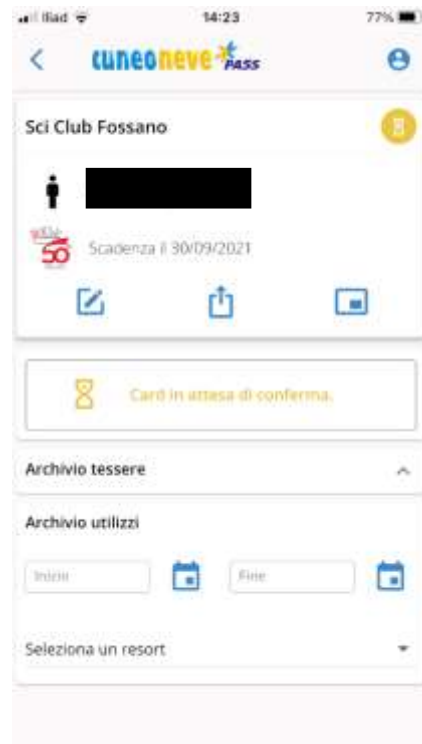 Iliad 14:23 77%
cuneoneve PASS
Sci Club Fossano
50
Scadenza il 30/09/2021
Card in attesa di conferma.
Archivio tessere
Archivio utilizzi
Inizio Fine
Seleziona un resort